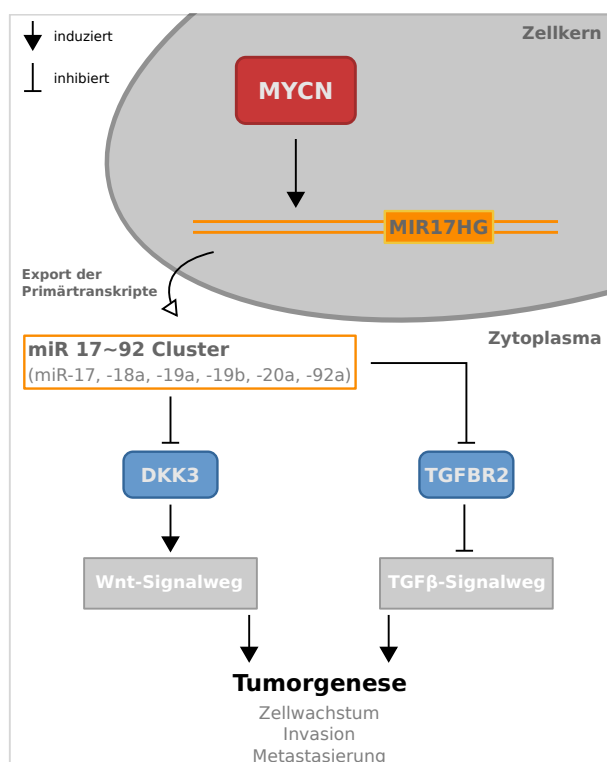 induziert
inhibiert
Zellkern
MYCN
MIR17HG
Export der
Primärtranskripte
Zytoplasma
miR 17~92 Cluster
(miR-17, -18a, -19a, -19b, -20a, -92a)
DKK3
TGFBR2
Wnt-Signalweg
TGFβ-Signalweg
Tumorgenese
Zellwachstum
Invasion
Metastasierung